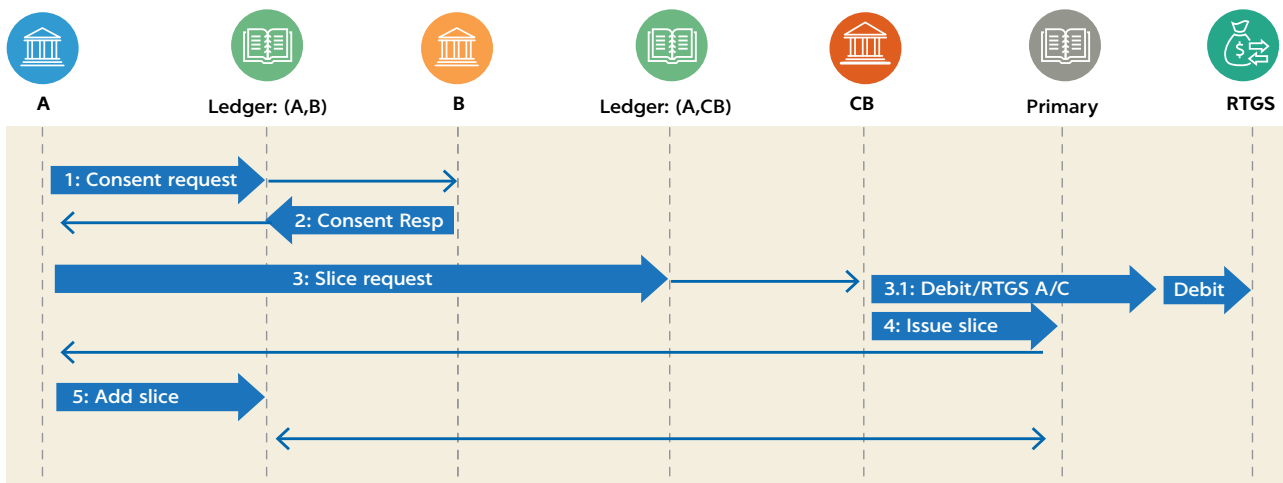 A
Ledger: (A,B)
B
Ledger: (A,CB)
CB
Primary
RTGS
$
1: Consent request
2: Consent Resp
3: Slice request
3.1: Debit/RTGS A/C
Debit
4: Issue slice
5: Add slice